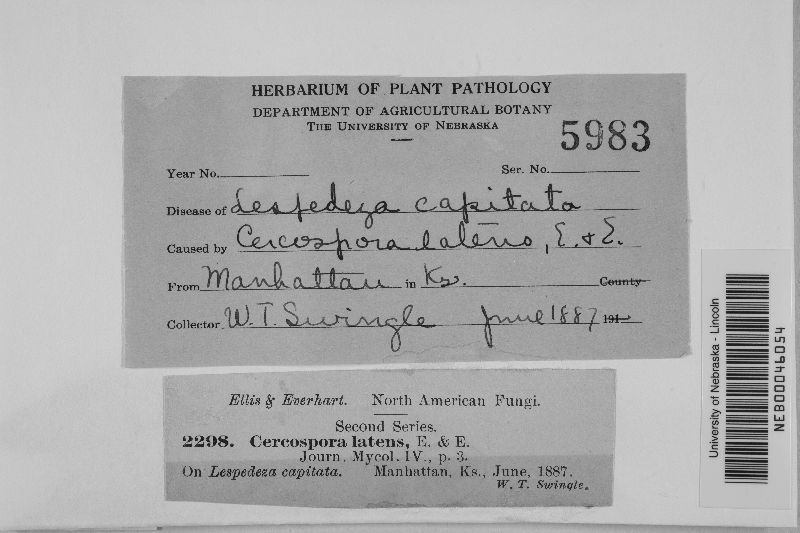 HERBARIUM OF PLANT PATHOLOGY
DEPARTMENT OF AGRICULTURAL BOTANY
THE UNIVERSITY OF NEBRASKA
5983
Year No. Ser. No.
Disease of Lespedeza capitata
Caused by Cercospora latens, E. & E.
From Manhattan in Ks. County
Collector W. T. Swingle June 1887 191
Ellis & Everhart. North American Fungi.
Second Series.
2298. Cercospora latens, E. & E.
Journ. Mycol. IV., p. 3.
On Lespedeza capitata. Manhattan, Ks., June, 1887.
W. T. Swingle.
University of Nebraska - Lincoln
NEB00046054